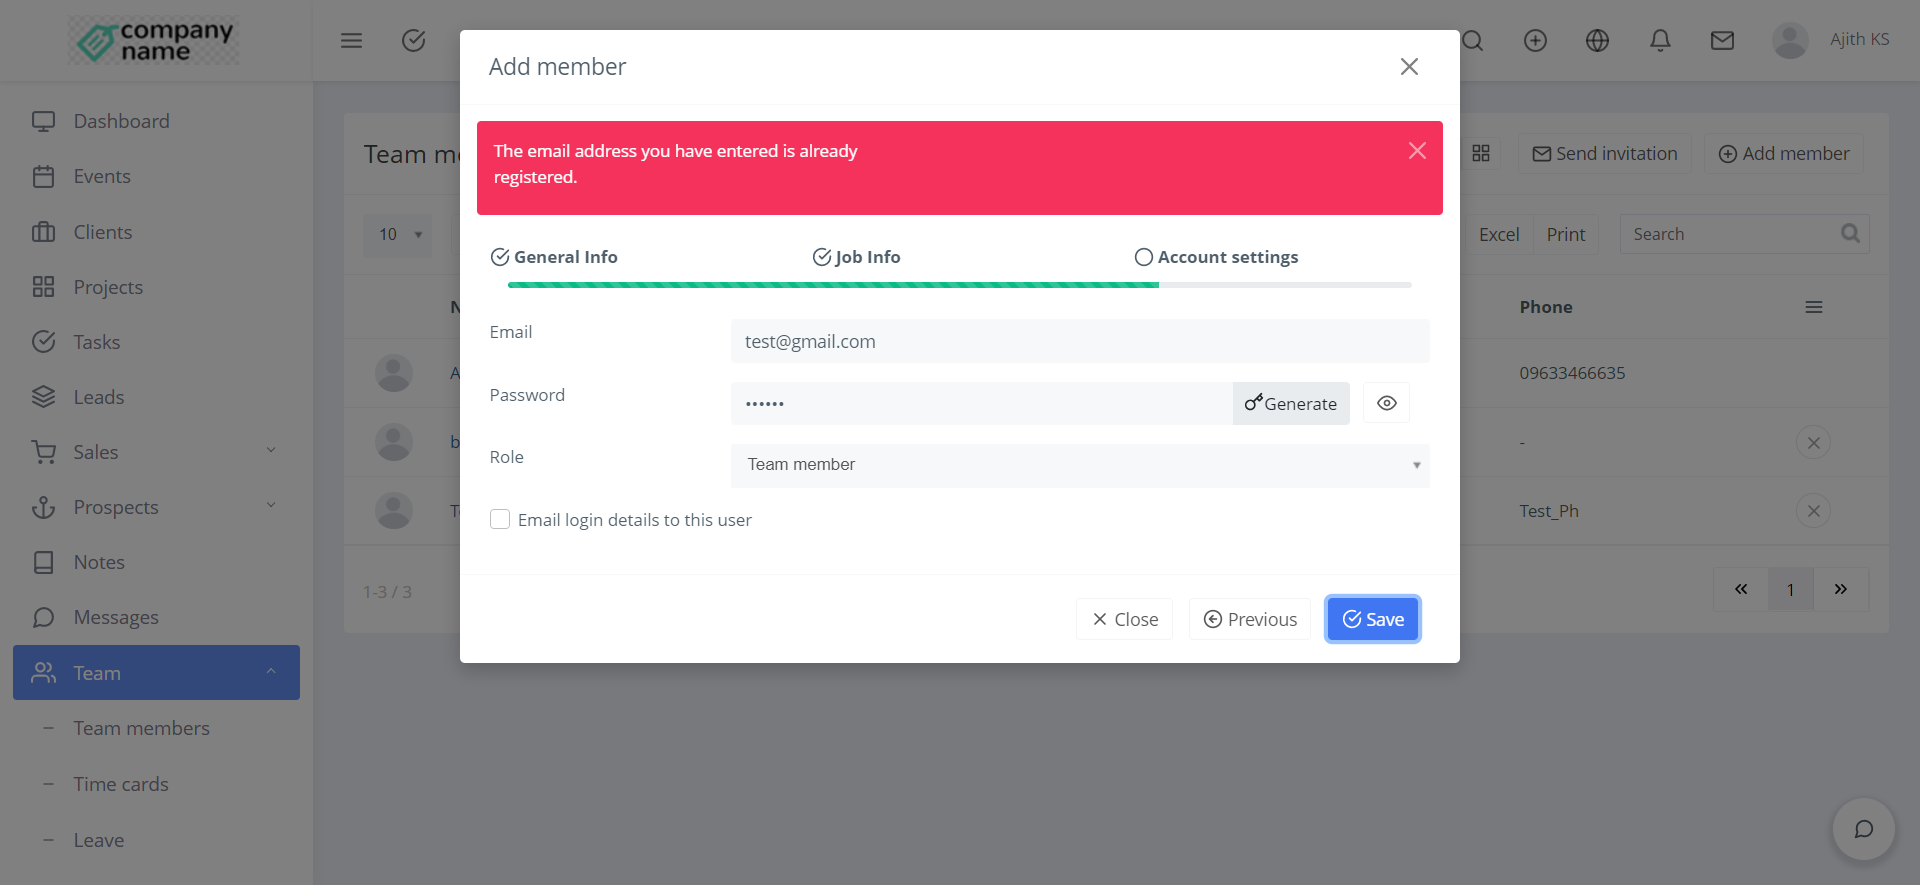 company
name
Ajith KS
Dashboard
Events
Clients
Projects
Tasks
Leads
Sales
Prospects
Notes
Messages
Team
Team members
Time cards
Leave
Add member
The email address you have entered is already
registered.
General Info
Job Info
Account settings
Email
test@gmail.com
Password
••••••
Generate
Role
Team member
Email login details to this user
Close
Previous
Save
Team
Send invitation
Add member
10
Excel
Print
Search
Phone
09633466635
-
Test_Ph
1-3 / 3
1